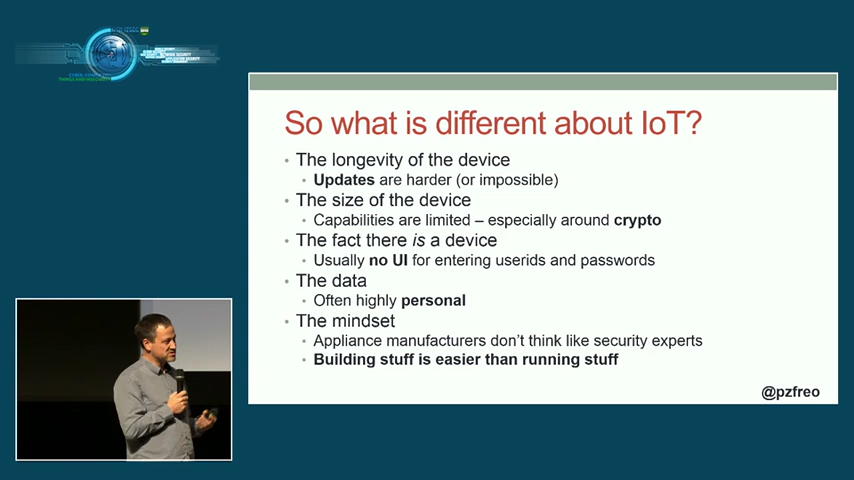 So what is different about IoT?
• The longevity of the device
• Updates are harder (or impossible)
• The size of the device
• Capabilities are limited – especially around crypto
• The fact there is a device
• Usually no UI for entering userids and passwords
• The data
• Often highly personal
• The mindset
• Appliance manufacturers don't think like security experts
• Building stuff is easier than running stuff
@pzfreo